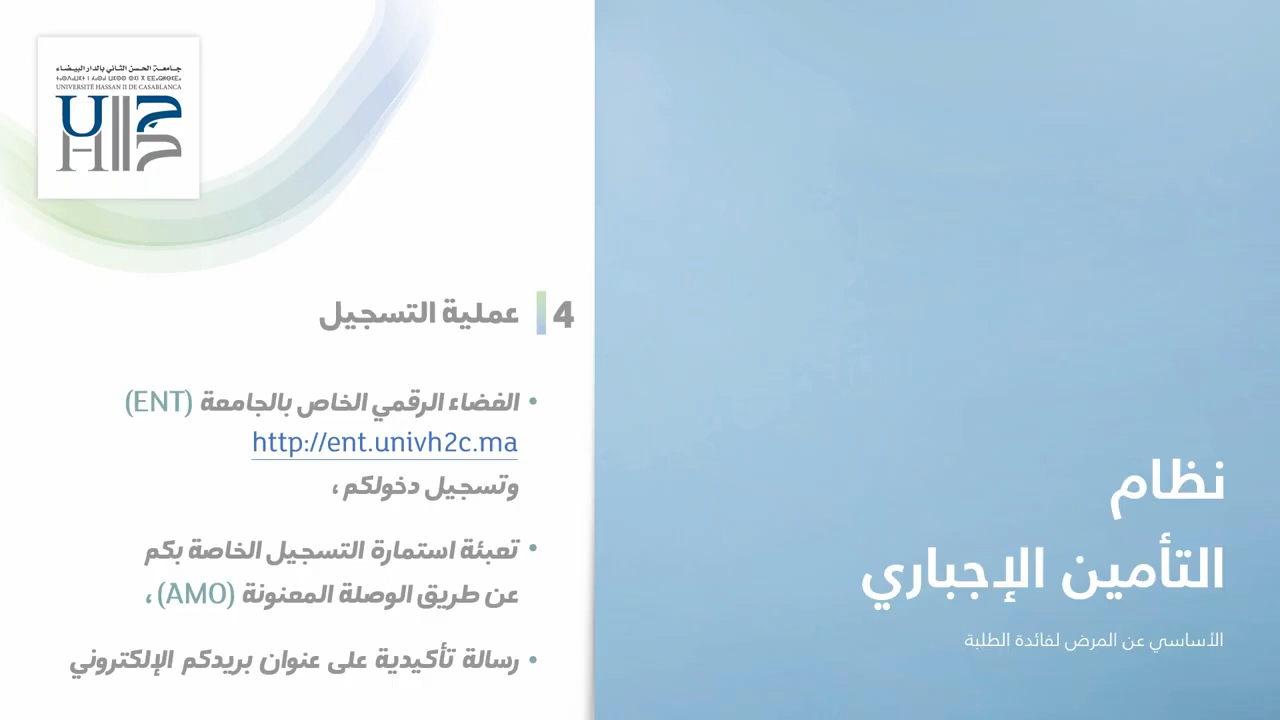 جامعة الحسن الثاني بالدار البيضاء
UNIVERSITÉ HASSAN II DE CASABLANCA
نظام
التأمين الإجباري
الأساسي عن المرض لفائدة الطلبة
4 عملية التسجيل
• الفضاء الرقمي الخاص بالجامعة (ENT)
http://ent.univh2c.ma
وتسجيل دخولكم ،
• تعبئة استمارة التسجيل الخاصة بكم
عن طريق الوصلة المعنونة (AMO) ،
• رسالة تأكيدية على عنوان بريدكم الإلكتروني